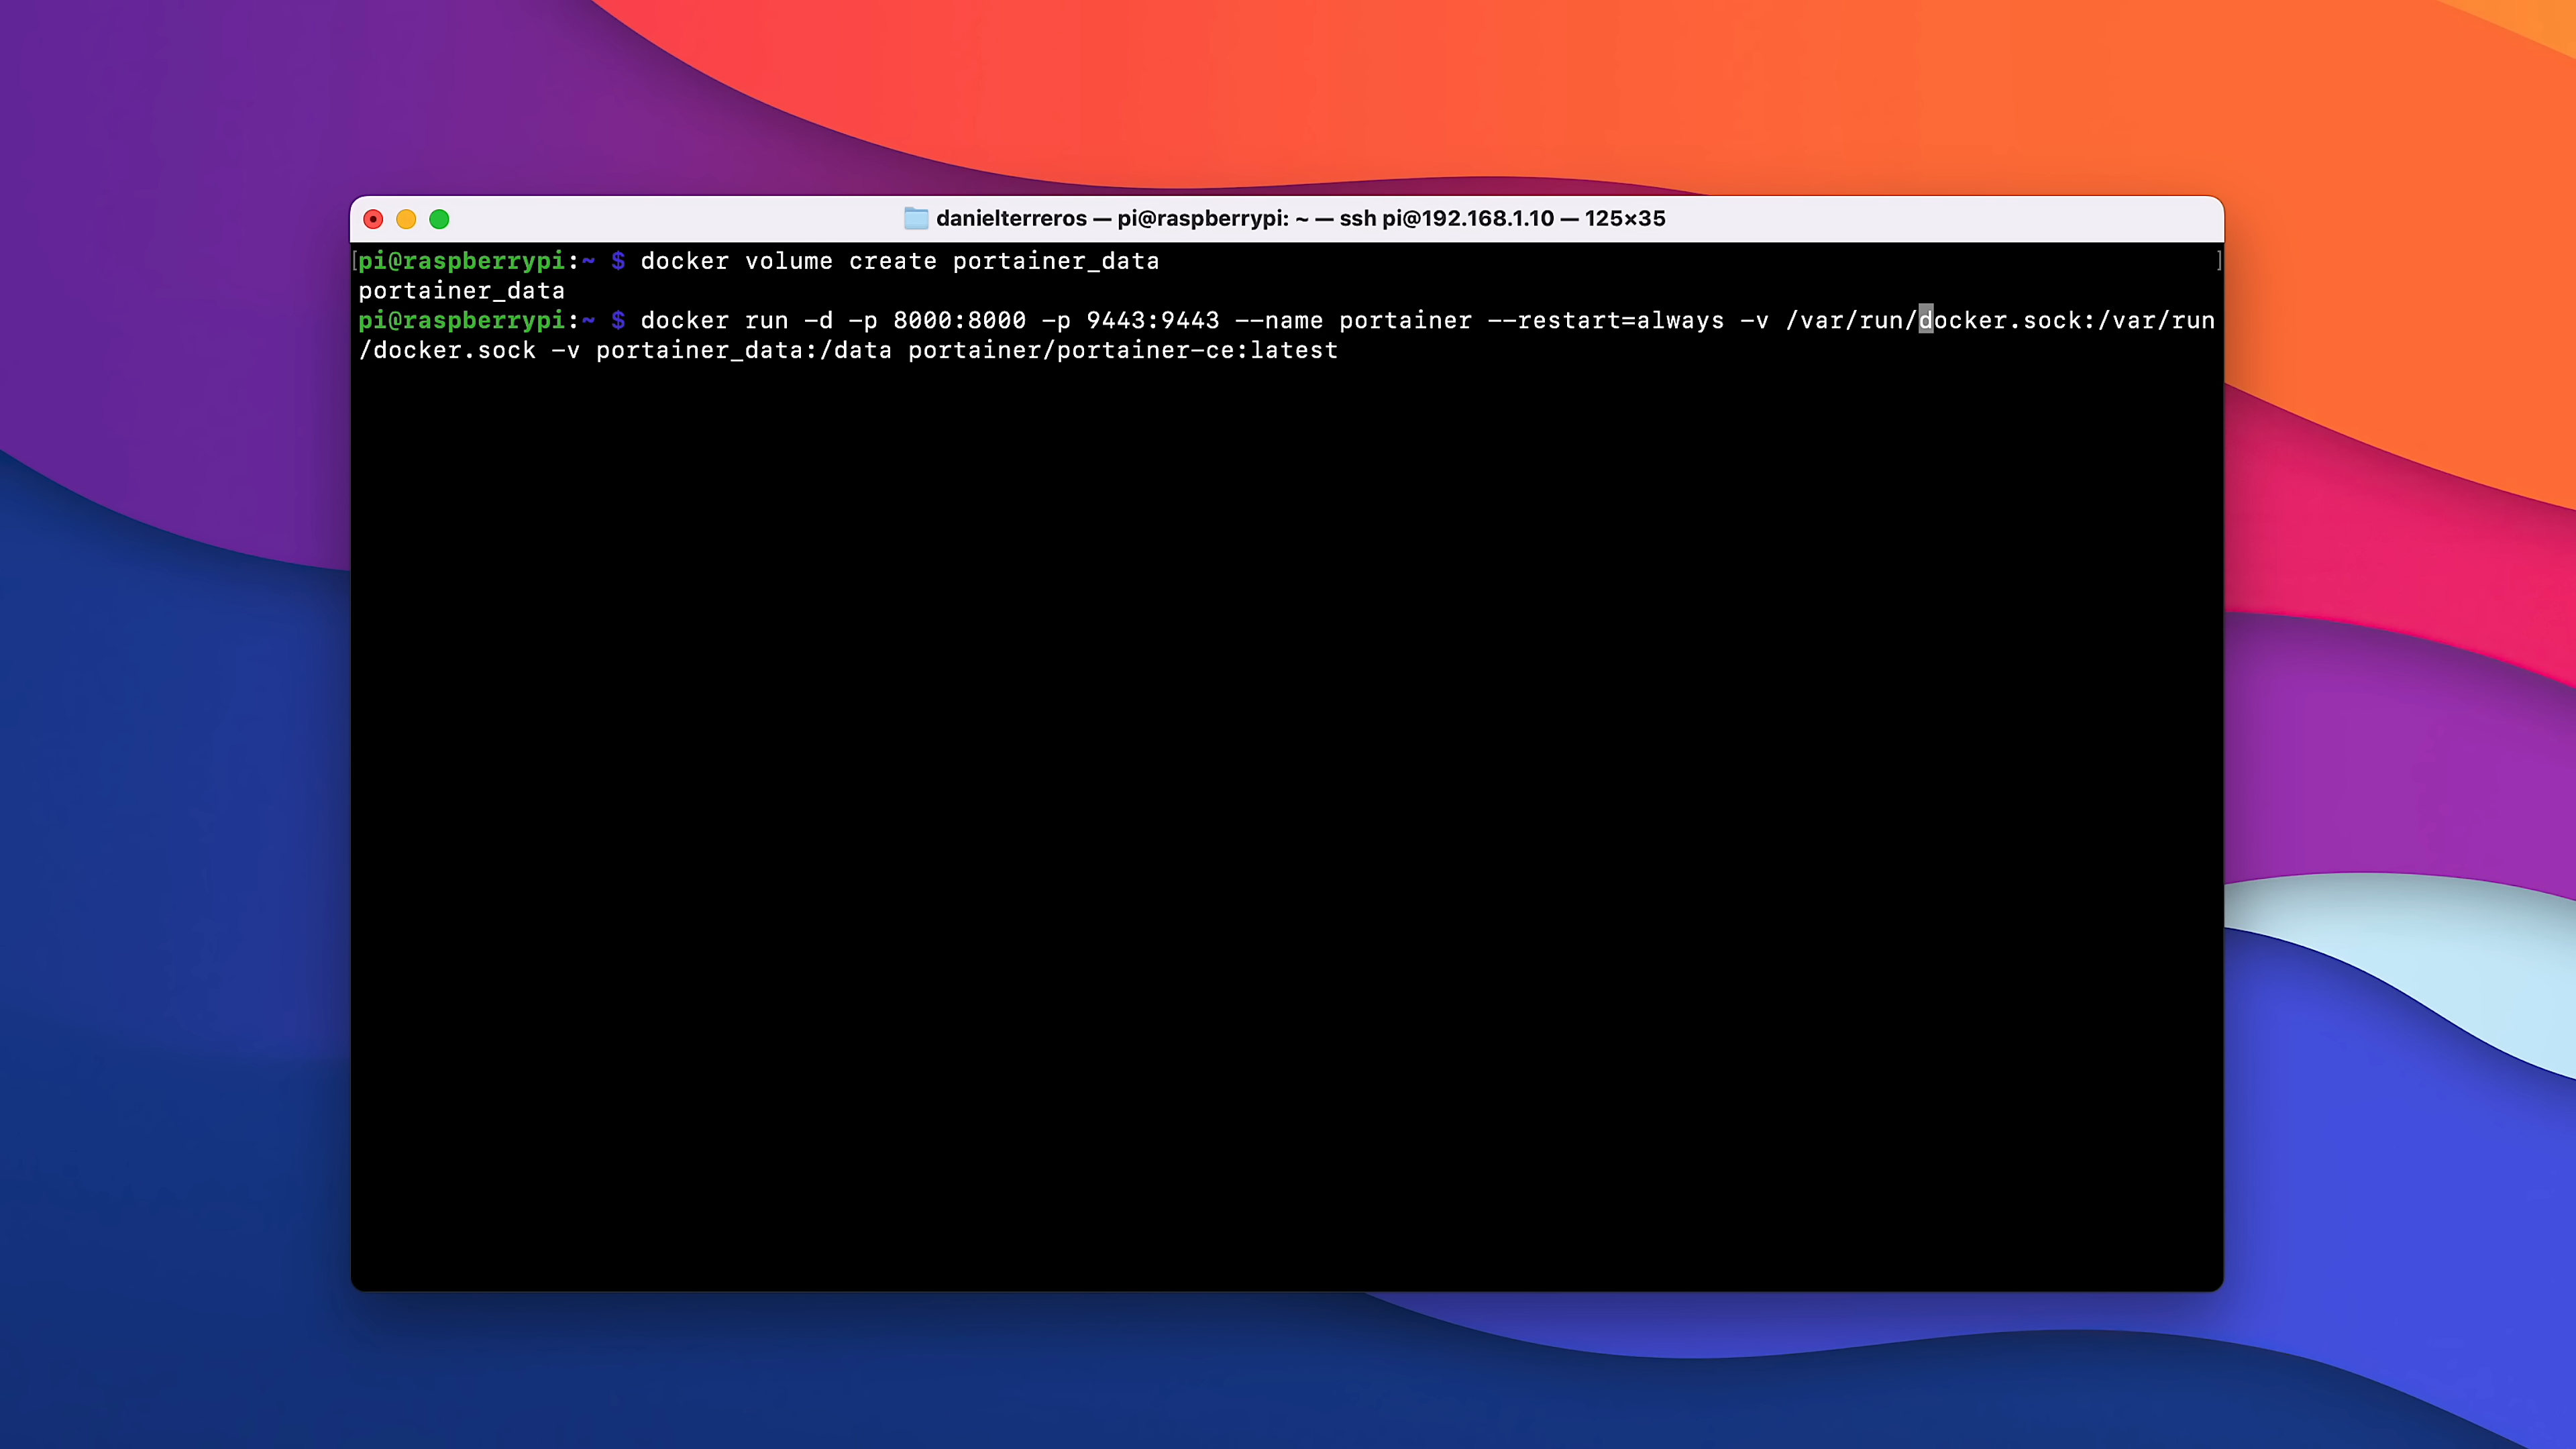 danielterreros — pi@raspberrypi: ~ — ssh pi@192.168.1.10 — 125×35
[pi@raspberrypi:~ $ docker volume create portainer_data ]
portainer_data
pi@raspberrypi:~ $ docker run -d -p 8000:8000 -p 9443:9443 --name portainer --restart=always -v /var/run/docker.sock:/var/run
/docker.sock -v portainer_data:/data portainer/portainer-ce:latest